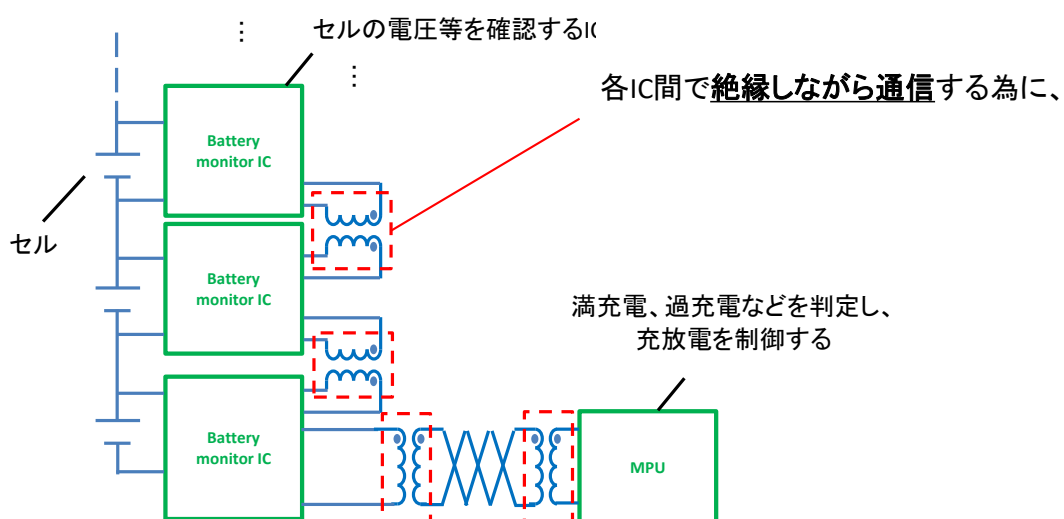 セルの電圧等を確認するIC
各IC間で絶縁しながら通信する為に、
Battery
monitor IC
セル
Battery
monitor IC
満充電、過充電などを判定し、
充放電を制御する
Battery
monitor IC
MPU